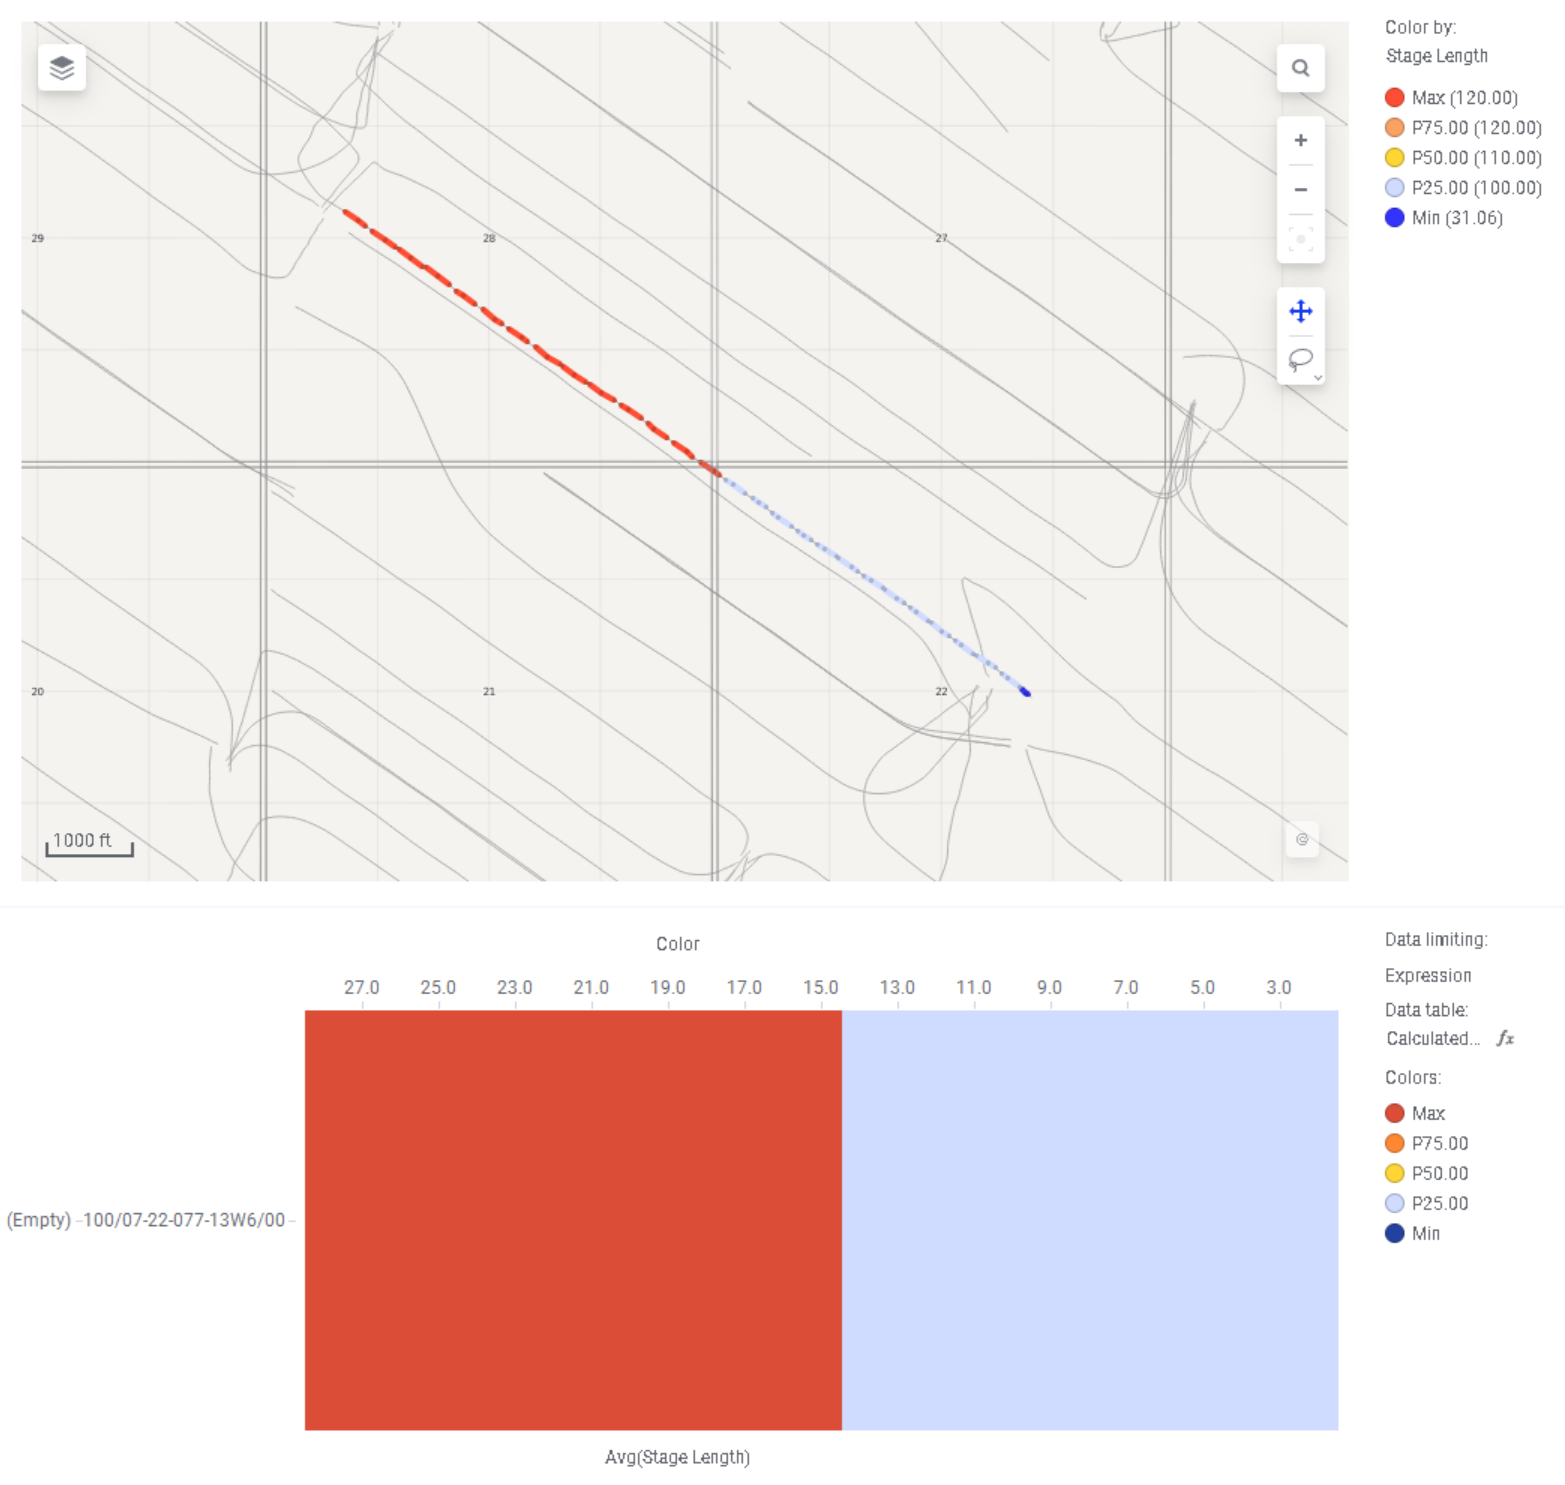 Color by:
Stage Length
Max (120.00)
P75.00 (120.00)
P50.00 (110.00)
P25.00 (100.00)
Min (31.06)
29
28
27
20
21
22
1000 ft
Color
27.0 25.0 23.0 21.0 19.0 17.0 15.0 13.0 11.0 9.0 7.0 5.0 3.0
(Empty) 100/07-22-077-13W6/00
Avg(Stage Length)
Data limiting:
Expression
Data table:
Calculated... fx
Colors:
Max
P75.00
P50.00
P25.00
Min